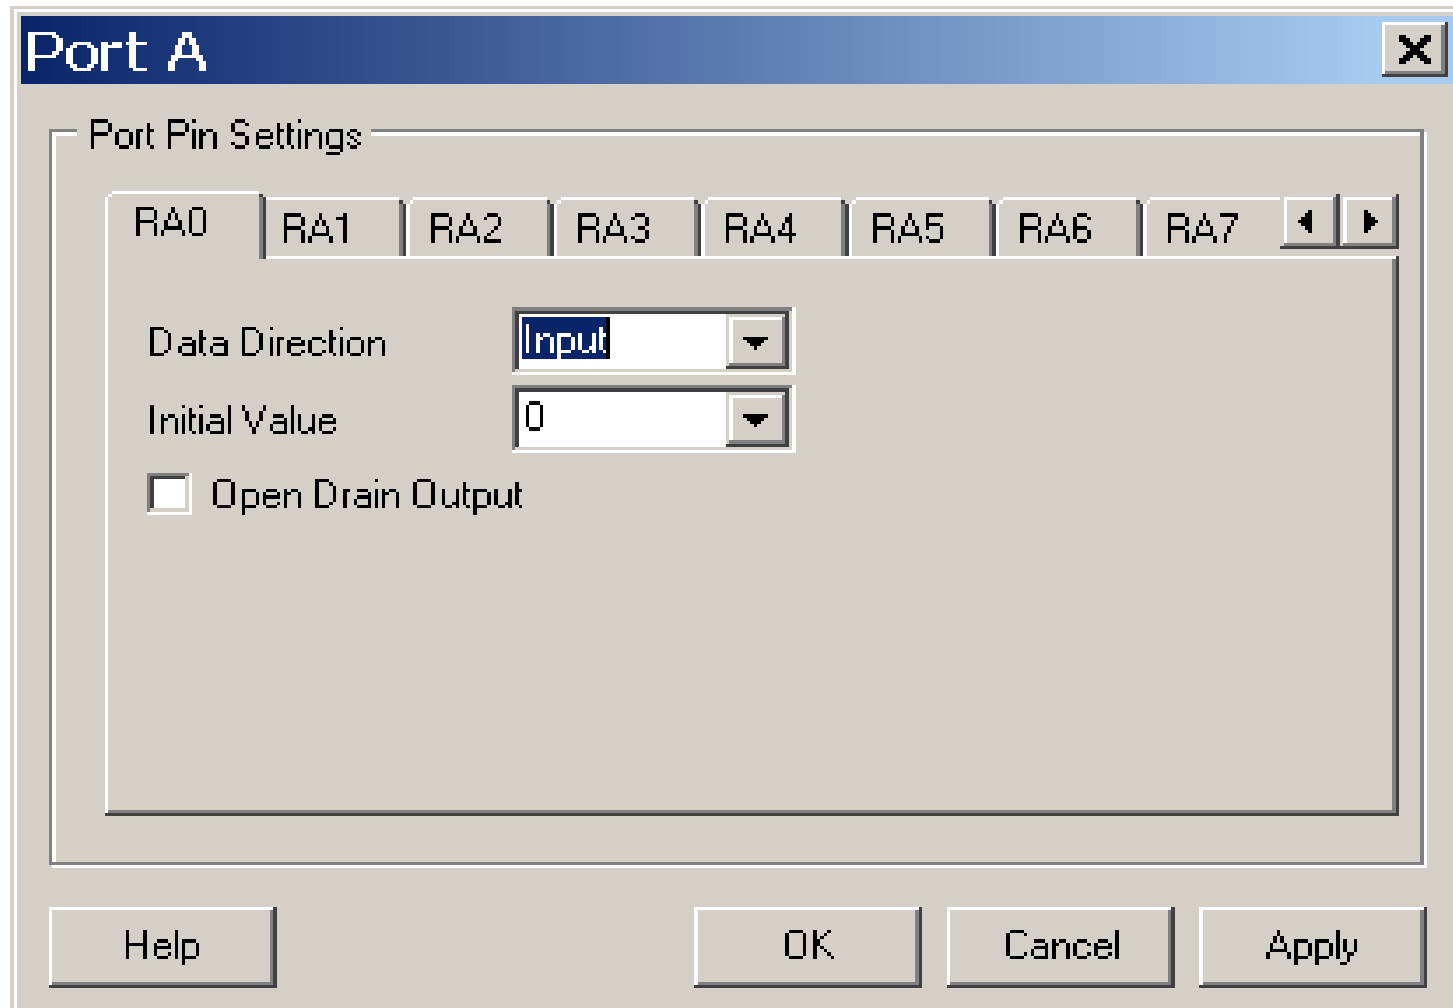 Port A
Port Pin Settings
RA0 RA1 RA2 RA3 RA4 RA5 RA6 RA7
Data Direction Input
Initial Value 0
Open Drain Output
Help OK Cancel Apply